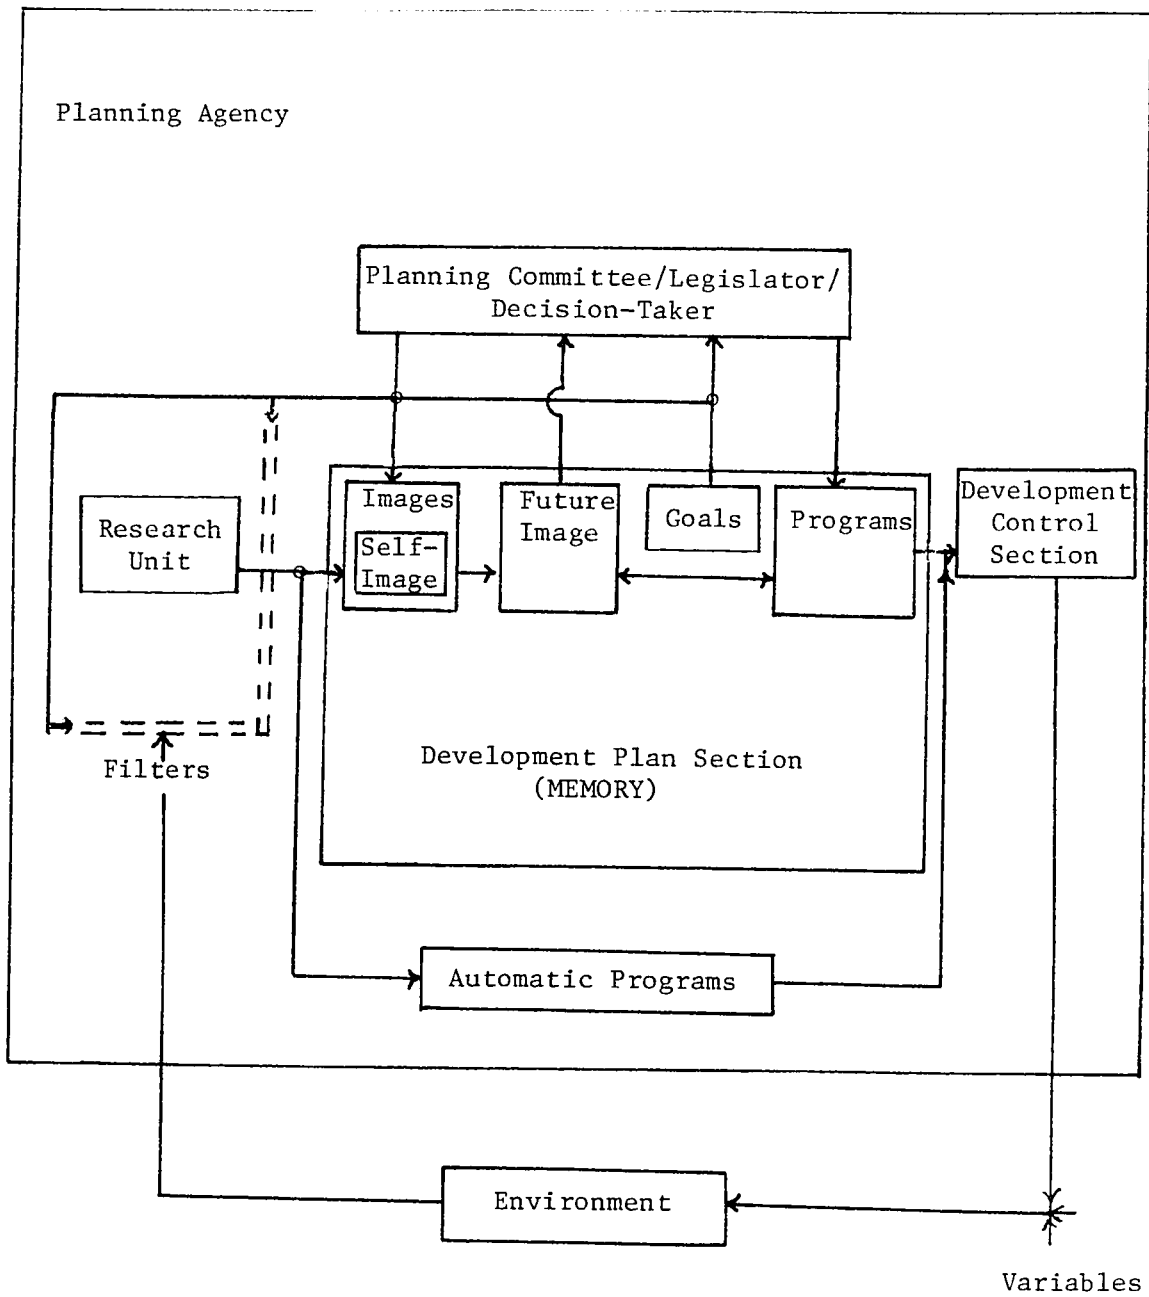 Planning Agency
Planning Committee/Legislator/
Decision-Taker
Research
Unit
Images
Self-
Image
Future
Image
Goals
Programs
Development
Control
Section
Filters
Development Plan Section
(MEMORY)
Automatic Programs
Environment
Variables